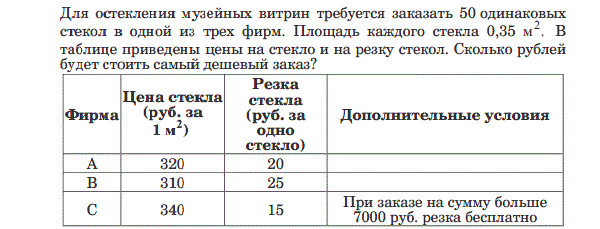 Для остекления музейных витрин требуется заказать 50 одинаковых
стекол в одной из трех фирм. Площадь каждого стекла 0,35 м². В
таблице приведены цены на стекло и на резку стекол. Сколько рублей
будет стоить самый дешевый заказ?
Фирма
Цена стекла
(руб. за
1 м²)
Резка
стекла
(руб. за
одно
стекло)
Дополнительные условия
A 320 20
B 310 25
C 340 15 При заказе на сумму больше
7000 руб. резка бесплатно